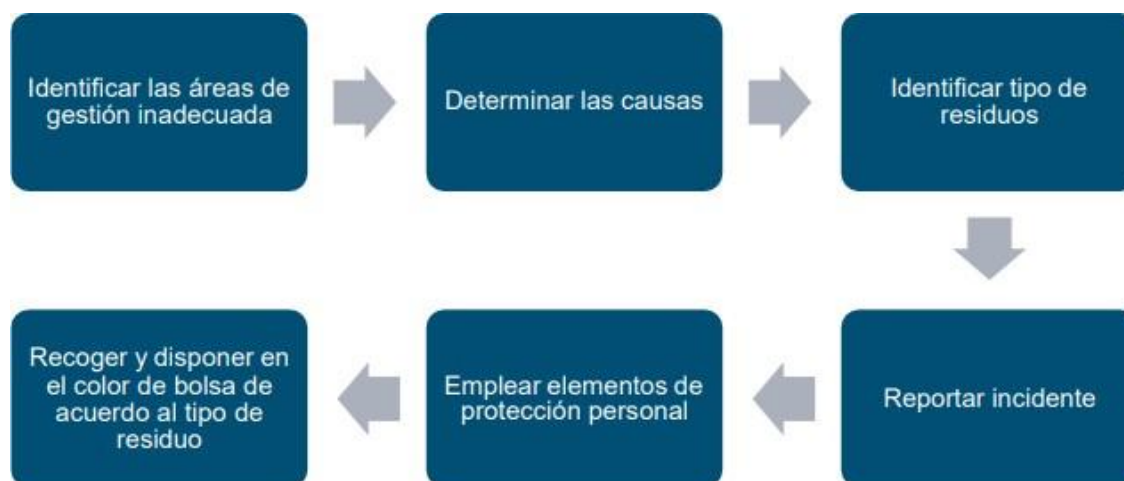 Identificar las áreas de
gestión inadecuada
Determinar las causas
Identificar tipo de
residuos
Reportar incidente
Emplear elementos de
protección personal
Recoger y disponer en
el color de bolsa de
acuerdo al tipo de
residuo